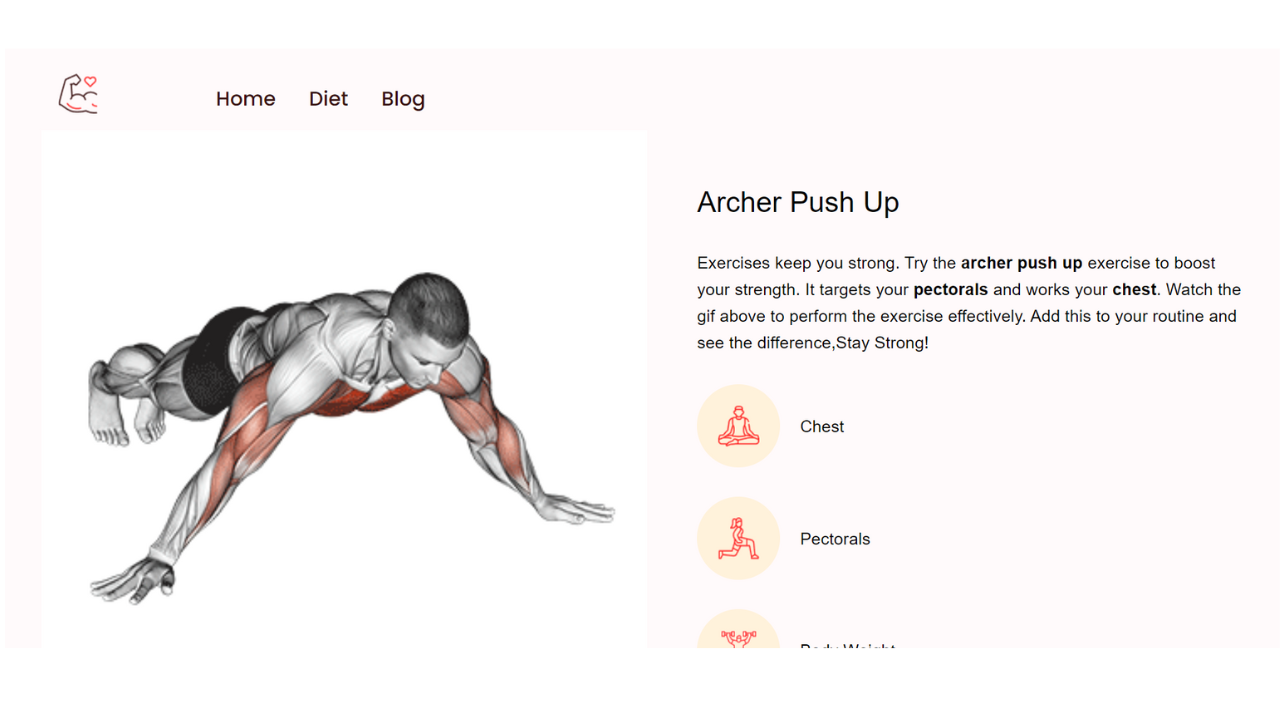 Home Diet Blog
Archer Push Up
Exercises keep you strong. Try the archer push up exercise to boost
your strength. It targets your pectorals and works your chest. Watch the
gif above to perform the exercise effectively. Add this to your routine and
see the difference,Stay Strong!
Chest
Pectorals
Body Weight